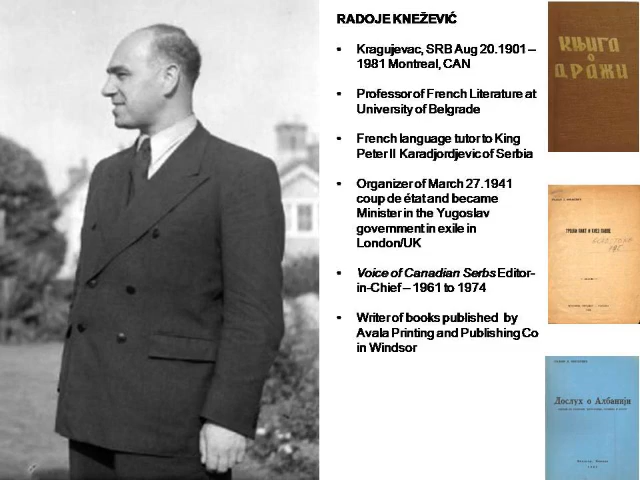 RADOJE KNEŽEVIĆ
• Kragujevac, SRB Aug 20.1901 –
1981 Montreal, CAN
• Professor of French Literature at
University of Belgrade
• French language tutor to King
Peter II Karadjordjevic of Serbia
• Organizer of March 27.1941
coup de état and became
Minister in the Yugoslav
government in exile in
London/UK
• Voice of Canadian Serbs Editor-
in-Chief – 1961 to 1974
• Writer of books published by
Avala Printing and Publishing Co
in Windsor
КЊИГА
О
ДРАЖИ
Дослух о Албанији